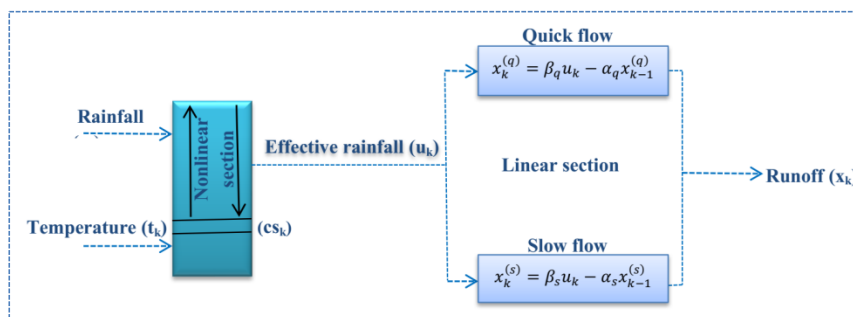 Quick flow
x_k^{(q)} = β_q u_k − α_q x_{k−1}^{(q)}
Rainfall
Nonlinear
section
Effective rainfall (u_k)
Linear section
Runoff (x_k)
Temperature (t_k)
(cs_k)
Slow flow
x_k^{(s)} = β_s u_k − α_s x_{k−1}^{(s)}